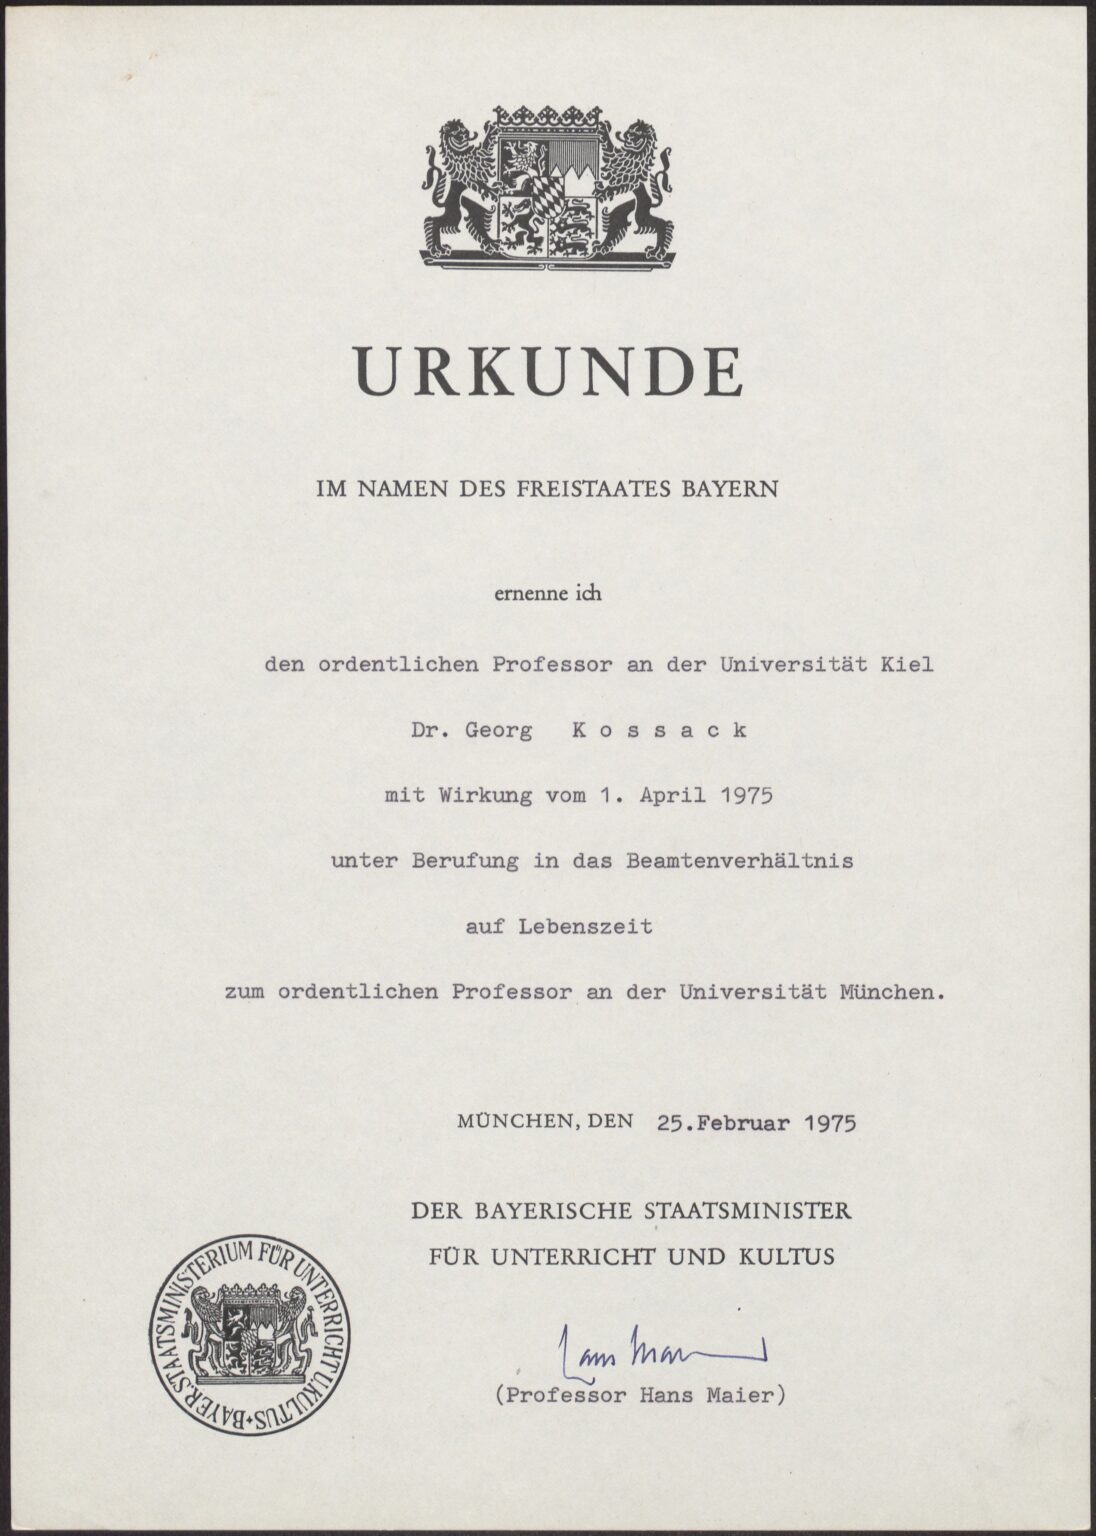 URKUNDE
IM NAMEN DES FREISTAATES BAYERN
ernenne ich
den ordentlichen Professor an der Universität Kiel
Dr. Georg K o s s a c k
mit Wirkung vom 1. April 1975
unter Berufung in das Beamtenverhältnis
auf Lebenszeit
zum ordentlichen Professor an der Universität München.
MÜNCHEN, DEN 25.Februar 1975
DER BAYERISCHE STAATSMINISTER
FÜR UNTERRICHT UND KULTUS
BAYER.STAATSMINISTERIUM FÜR UNTERRICHT U.KULTUS
Hans Maier
(Professor Hans Maier)